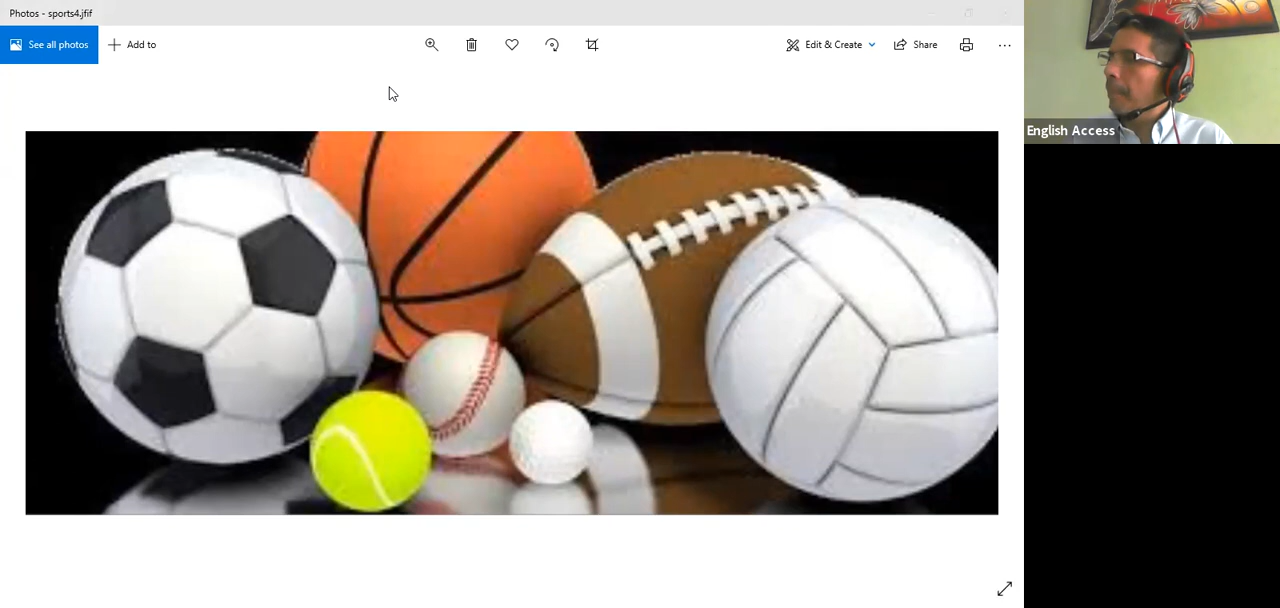 Photos - sports4.jfif
See all photos
Add to
Edit & Create
Share
English Access